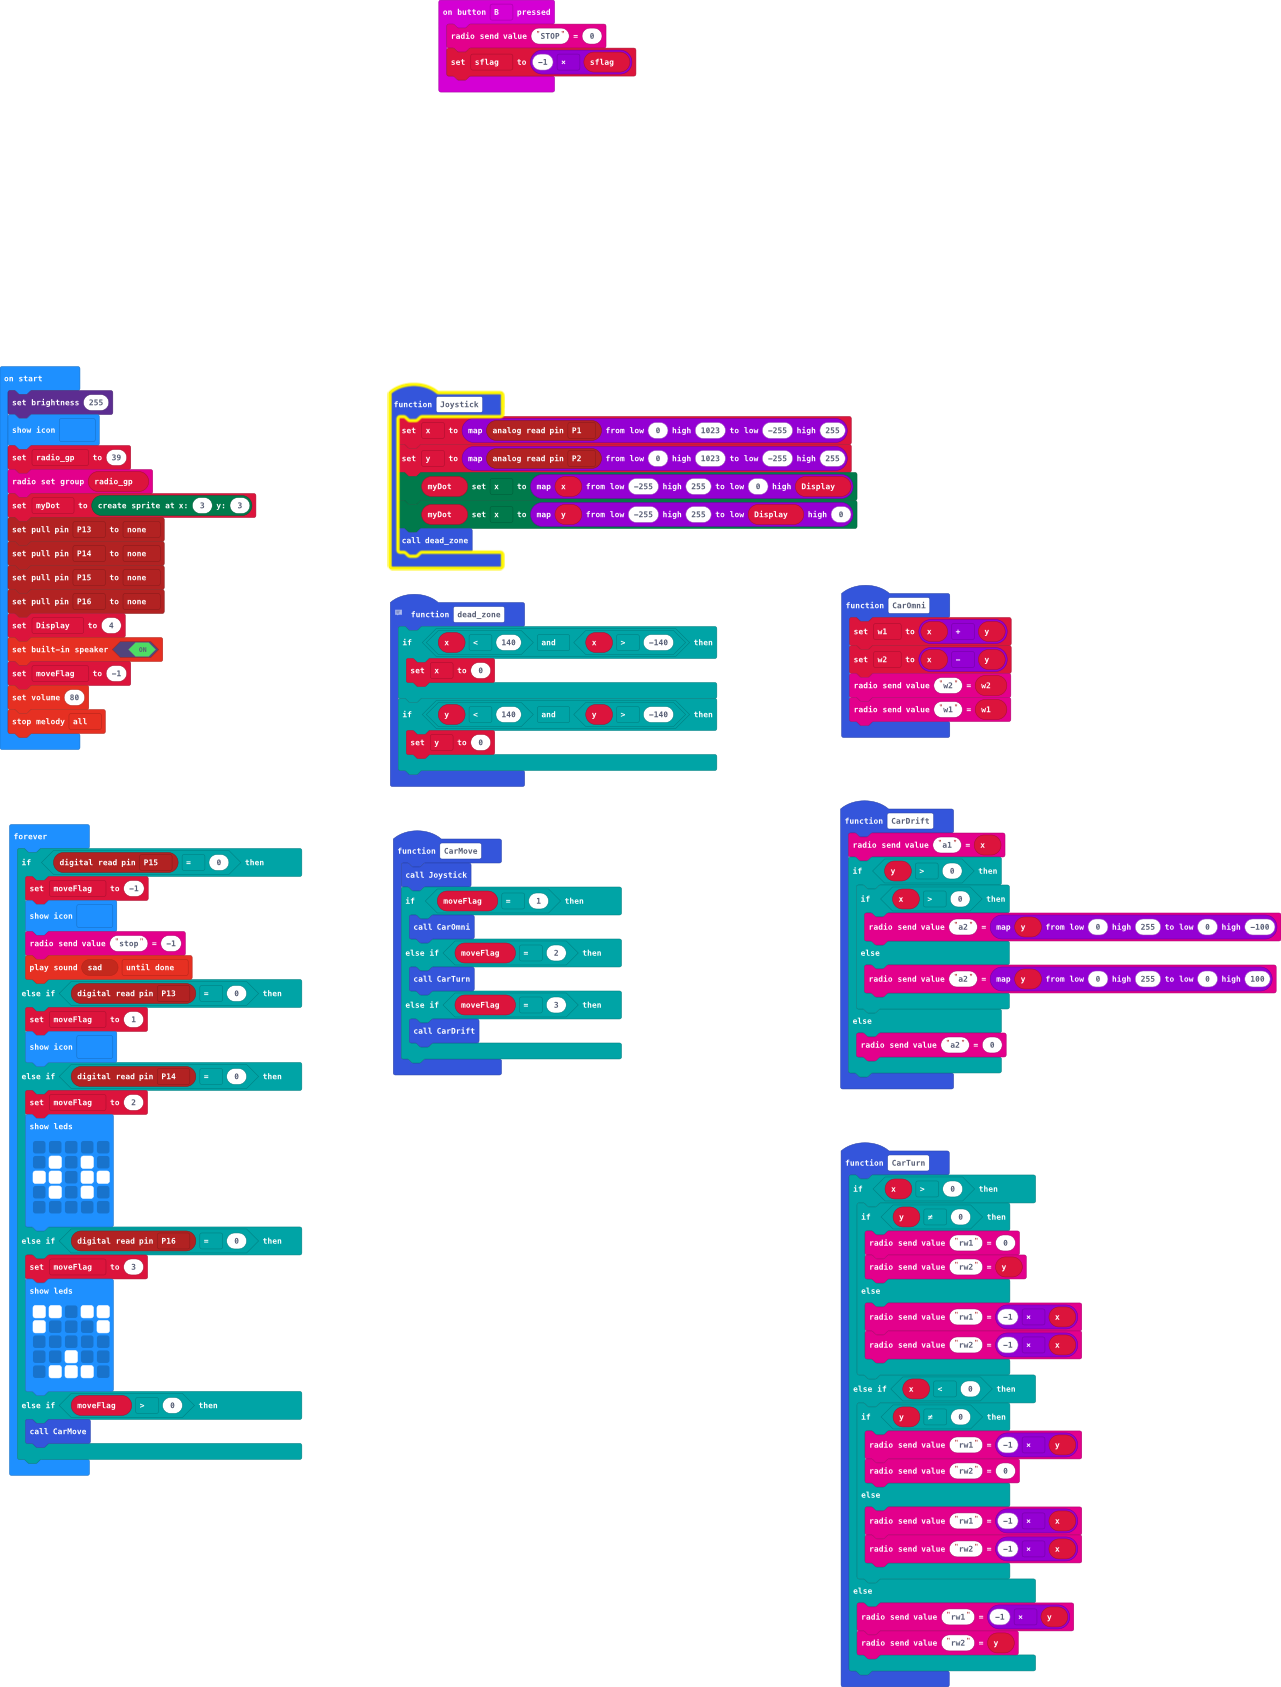 on button B pressed
radio send value "STOP" = 0
set sflag to -1 × sflag
on start
set brightness 255
show icon
set radio_gp to 39
radio set group radio_gp
set myDot to create sprite at x: 3 y: 3
set pull pin P13 to none
set pull pin P14 to none
set pull pin P15 to none
set pull pin P16 to none
set Display to 4
set built-in speaker ON
set moveFlag to -1
set volume 80
stop melody all
function Joystick
set x to map analog read pin P1 from low 0 high 1023 to low -255 high 255
set y to map analog read pin P2 from low 0 high 1023 to low -255 high 255
myDot set x to map x from low -255 high 255 to low 0 high Display
myDot set x to map y from low -255 high 255 to low Display high 0
call dead_zone
function dead_zone
if x < 140 and x > -140 then
set x to 0
if y < 140 and y > -140 then
set y to 0
function CarOmni
set w1 to x + y
set w2 to x - y
radio send value "w2" = w2
radio send value "w1" = w1
forever
if digital read pin P15 = 0 then
set moveFlag to -1
show icon
radio send value "stop" = -1
play sound sad until done
else if digital read pin P13 = 0 then
set moveFlag to 1
show icon
else if digital read pin P14 = 0 then
set moveFlag to 2
show leds
else if digital read pin P16 = 0 then
set moveFlag to 3
show leds
else if moveFlag > 0 then
call CarMove
function CarMove
call Joystick
if moveFlag = 1 then
call CarOmni
else if moveFlag = 2 then
call CarTurn
else if moveFlag = 3 then
call CarDrift
function CarDrift
radio send value "a1" = x
if y > 0 then
if x > 0 then
radio send value "a2" = map y from low 0 high 255 to low 0 high -100
else
radio send value "a2" = map y from low 0 high 255 to low 0 high 100
else
radio send value "a2" = 0
function CarTurn
if x > 0 then
if y ≠ 0 then
radio send value "rw1" = 0
radio send value "rw2" = y
else
radio send value "rw1" = -1 × x
radio send value "rw2" = -1 × x
else if x < 0 then
if y ≠ 0 then
radio send value "rw1" = -1 × y
radio send value "rw2" = 0
else
radio send value "rw1" = -1 × x
radio send value "rw2" = -1 × x
else
radio send value "rw1" = -1 × y
radio send value "rw2" = y